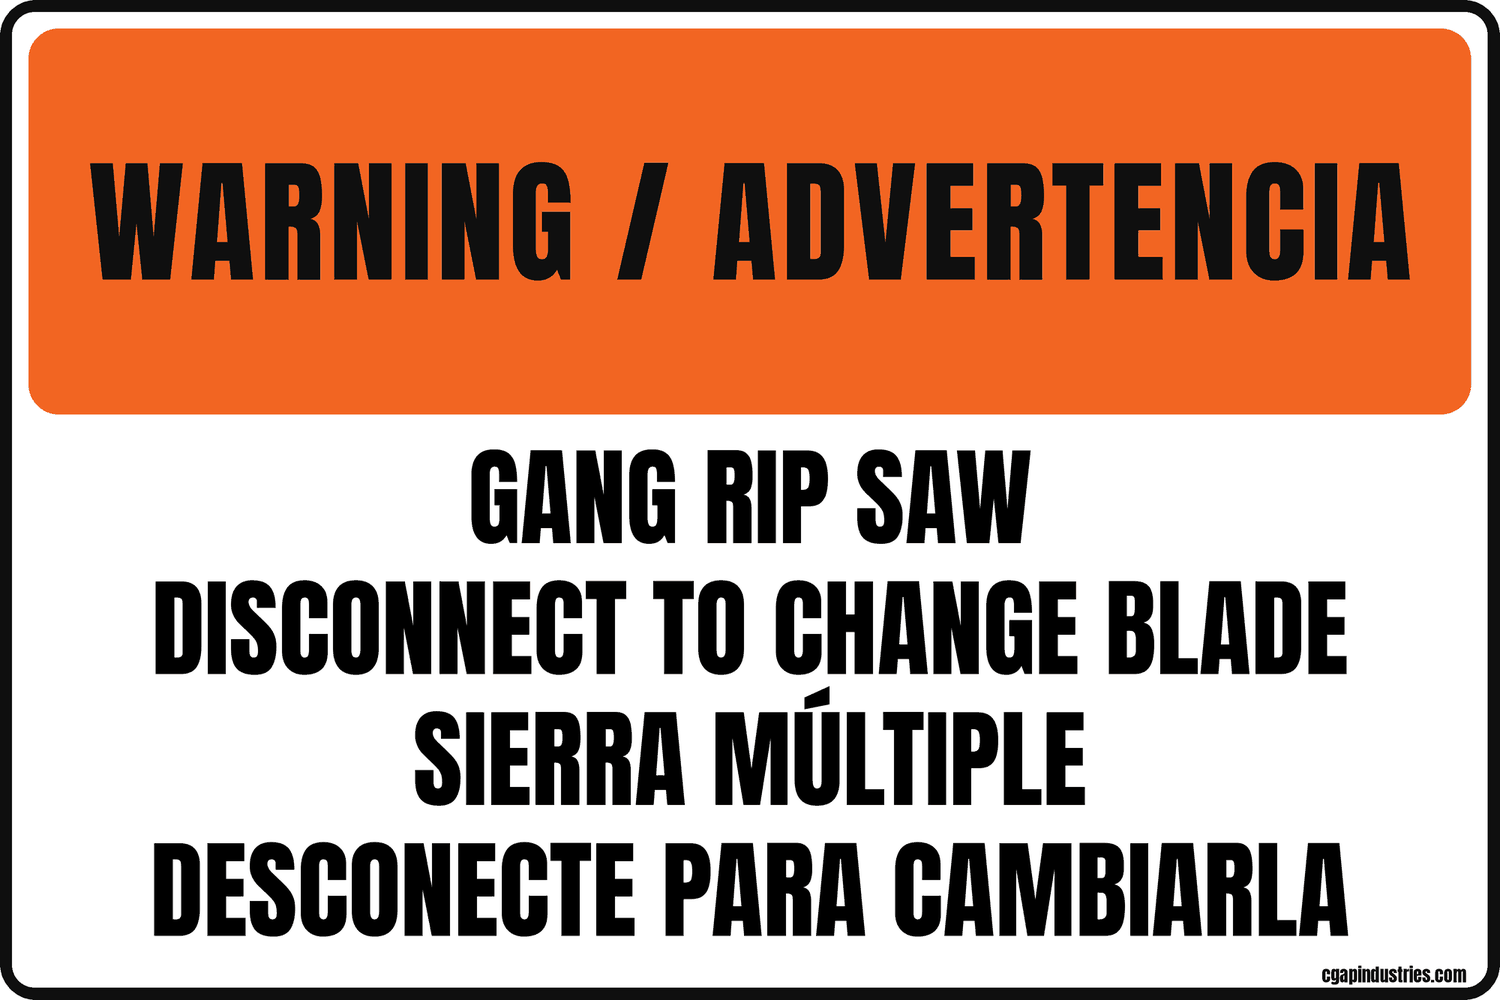 WARNING / ADVERTENCIA
GANG RIP SAW
DISCONNECT TO CHANGE BLADE
SIERRA MÚLTIPLE
DESCONECTE PARA CAMBIARLA
cgapindustries.com